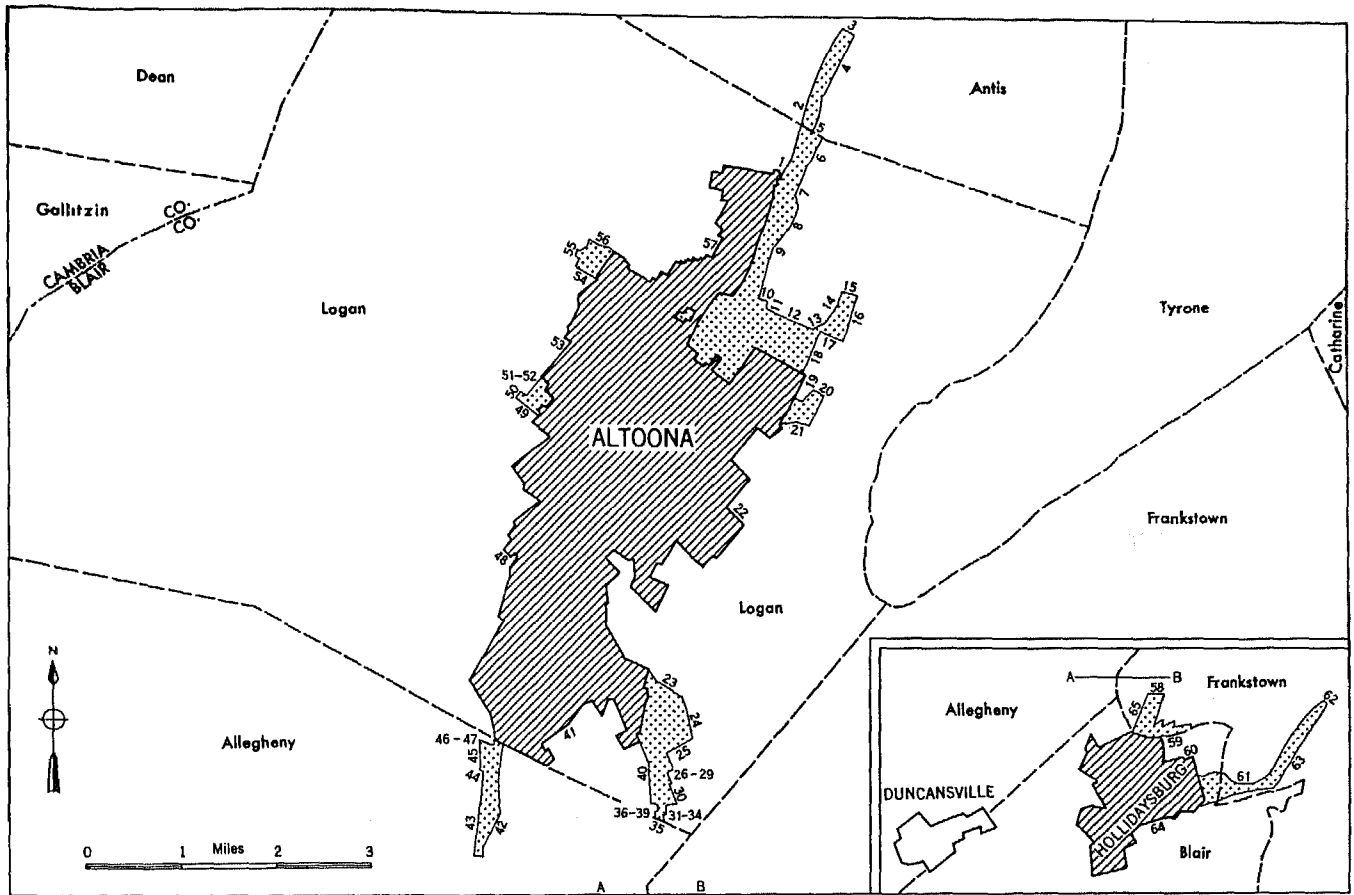 3
Dean
4
Antis
2
5
6
1
Gallitzin
CO.
CO.
7
CAMBRIA
BLAIR
8
57
56
55
54
9
10
11
12
13
14
15
16
17
18
Logan
Tyrone
Catharine
53
51–52
50
49
19
20
21
ALTOONA
22
Frankstown
48
Logan
N
23
24
25
Allegheny
46–47
45
44
43
42
41
40
26–29
30
36–39
31–34
35
0 1 Miles 2 3
A B
A B
58
Frankstown
65
62
Allegheny
59
60
61
63
DUNCANSVILLE
HOLLIDAYSBURG
64
Blair